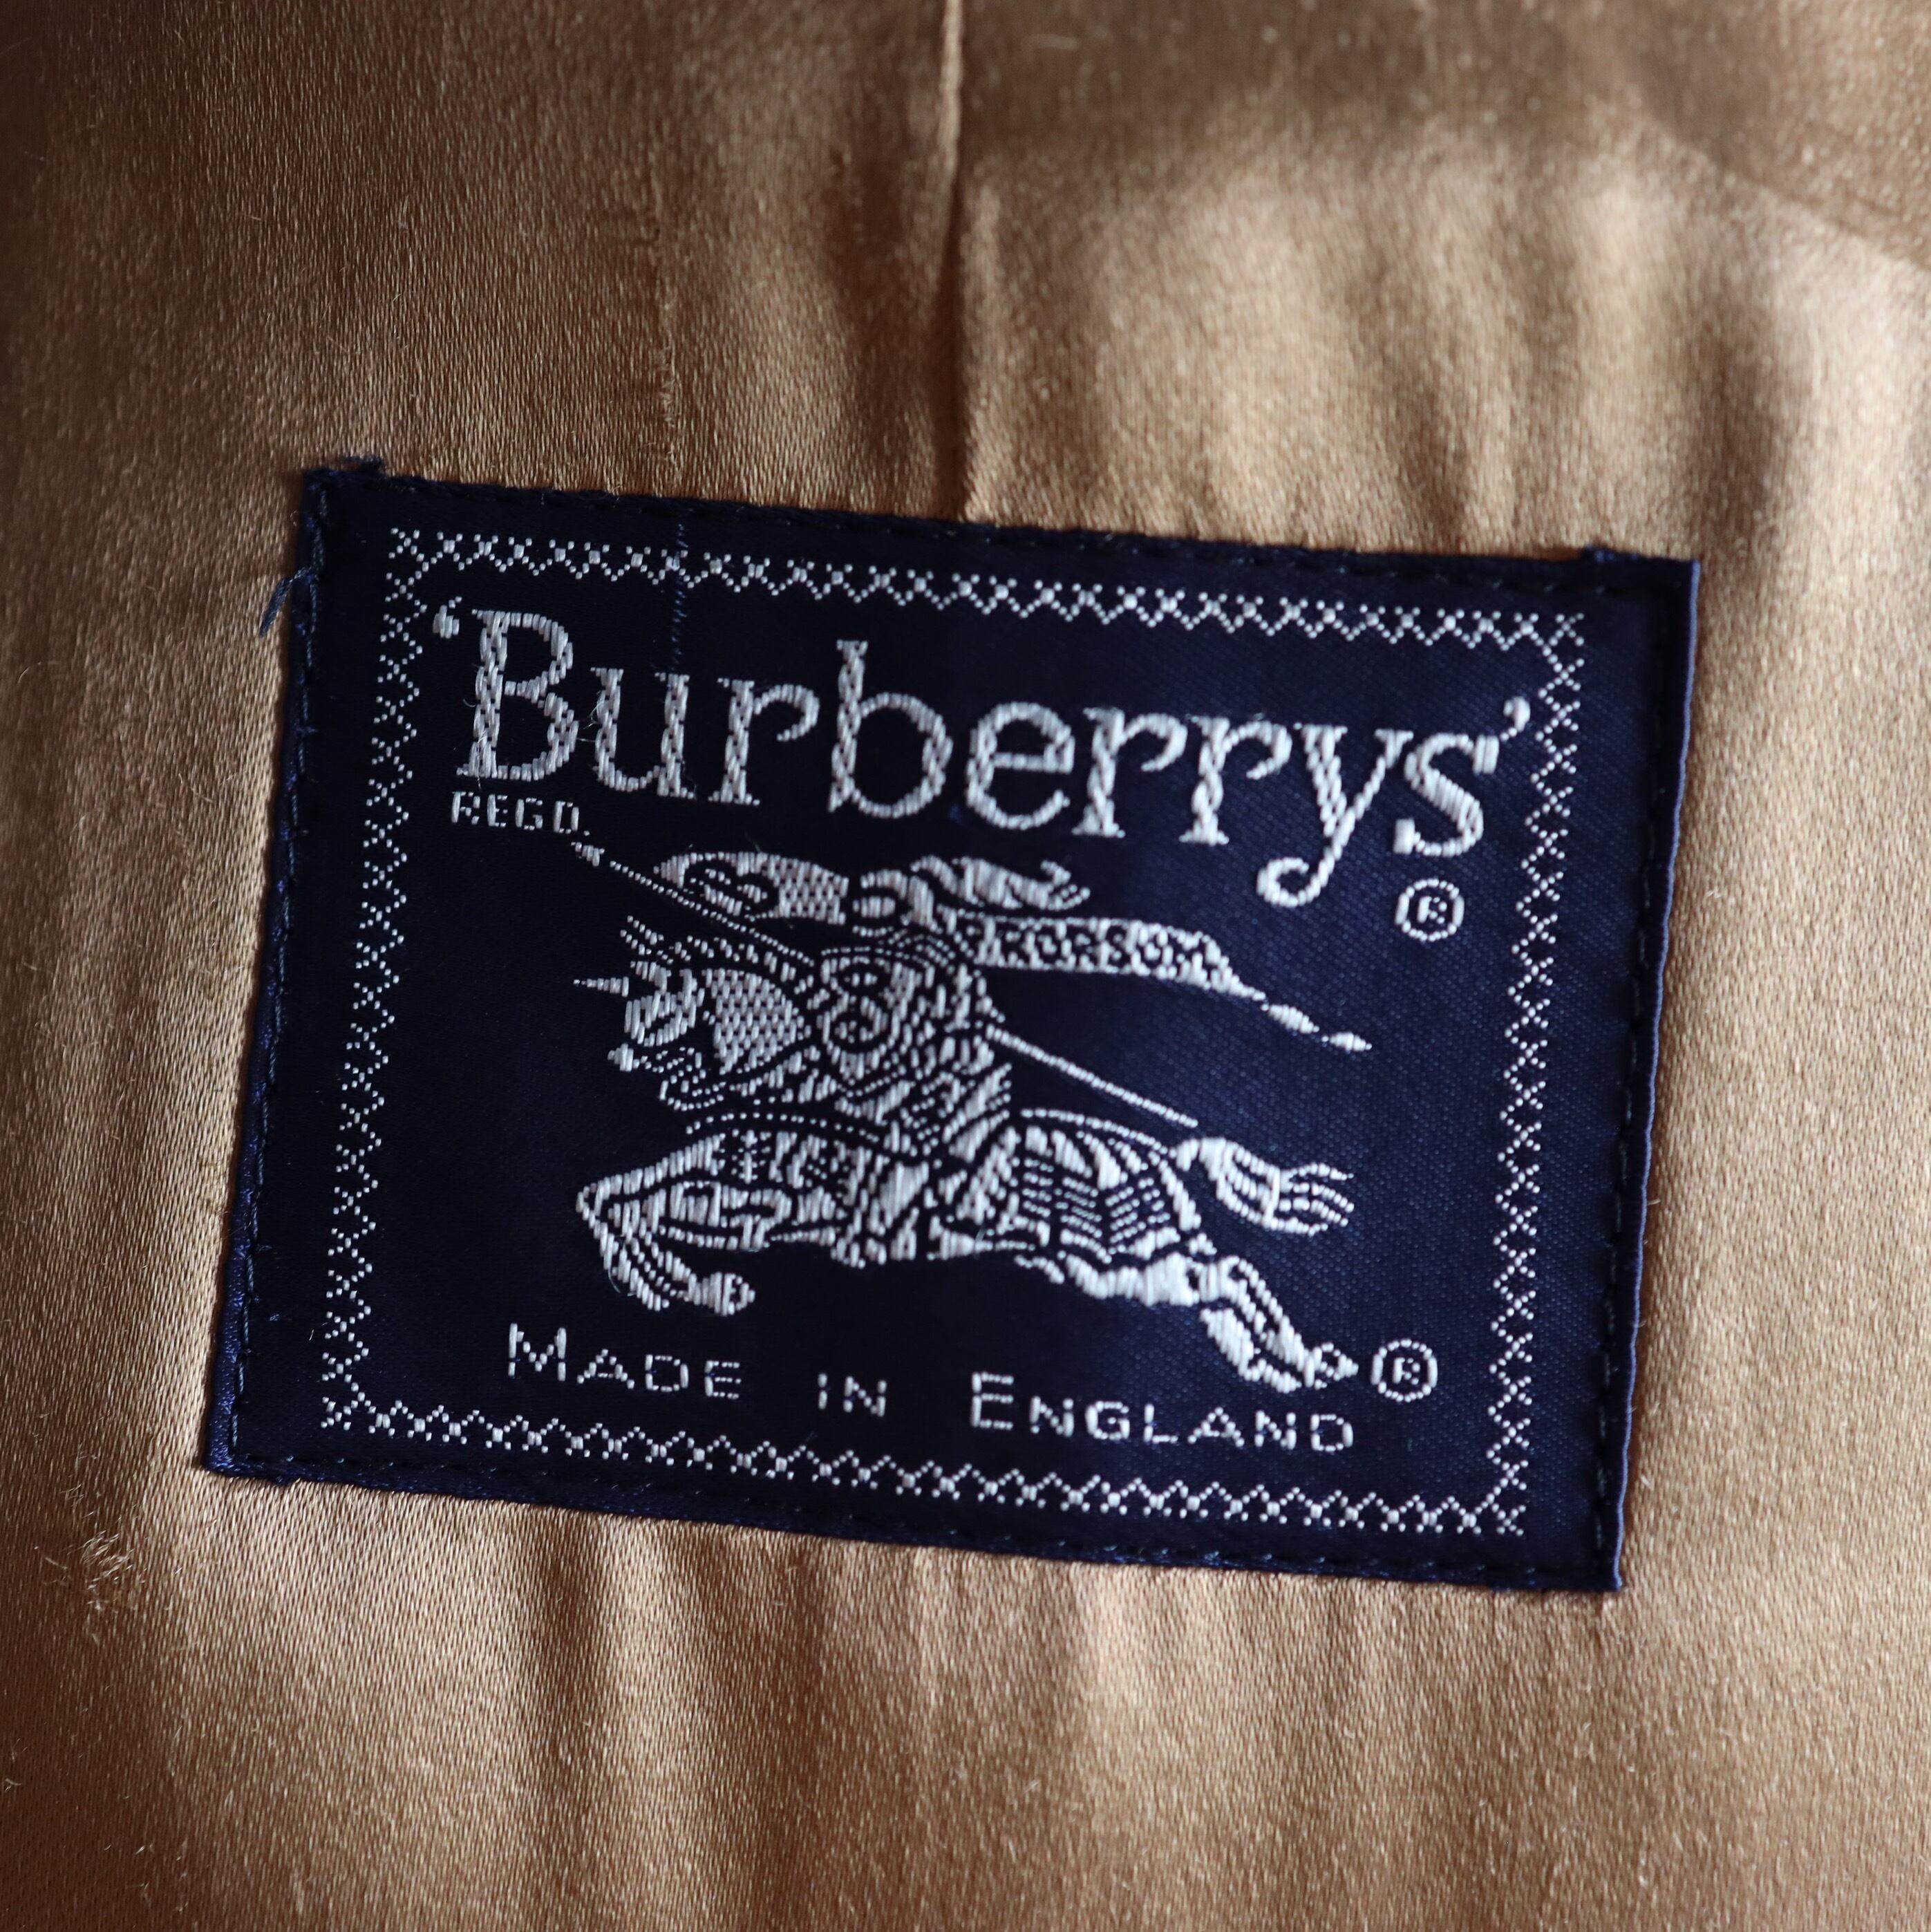 ‘Burberrys’
REGD.
®
PRORSUM
MADE IN ENGLAND ®